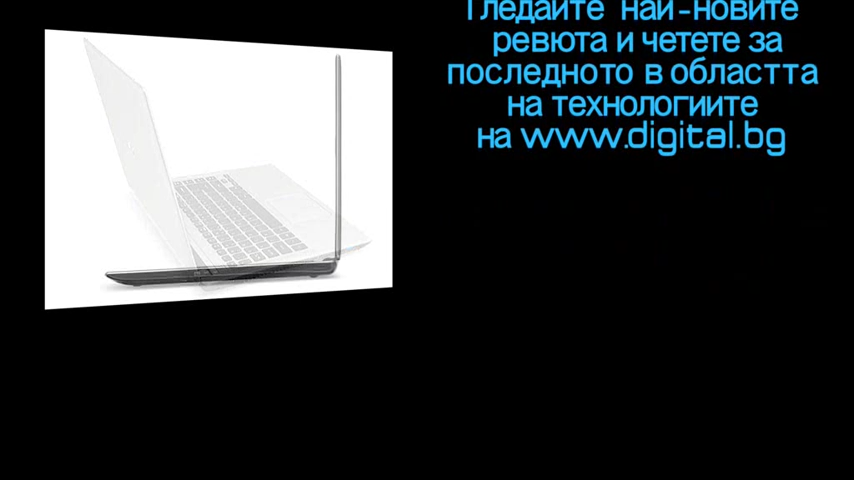 Гледайте най-новите
ревюта и четете за
последното в областта
на технологиите
на www.digital.bg